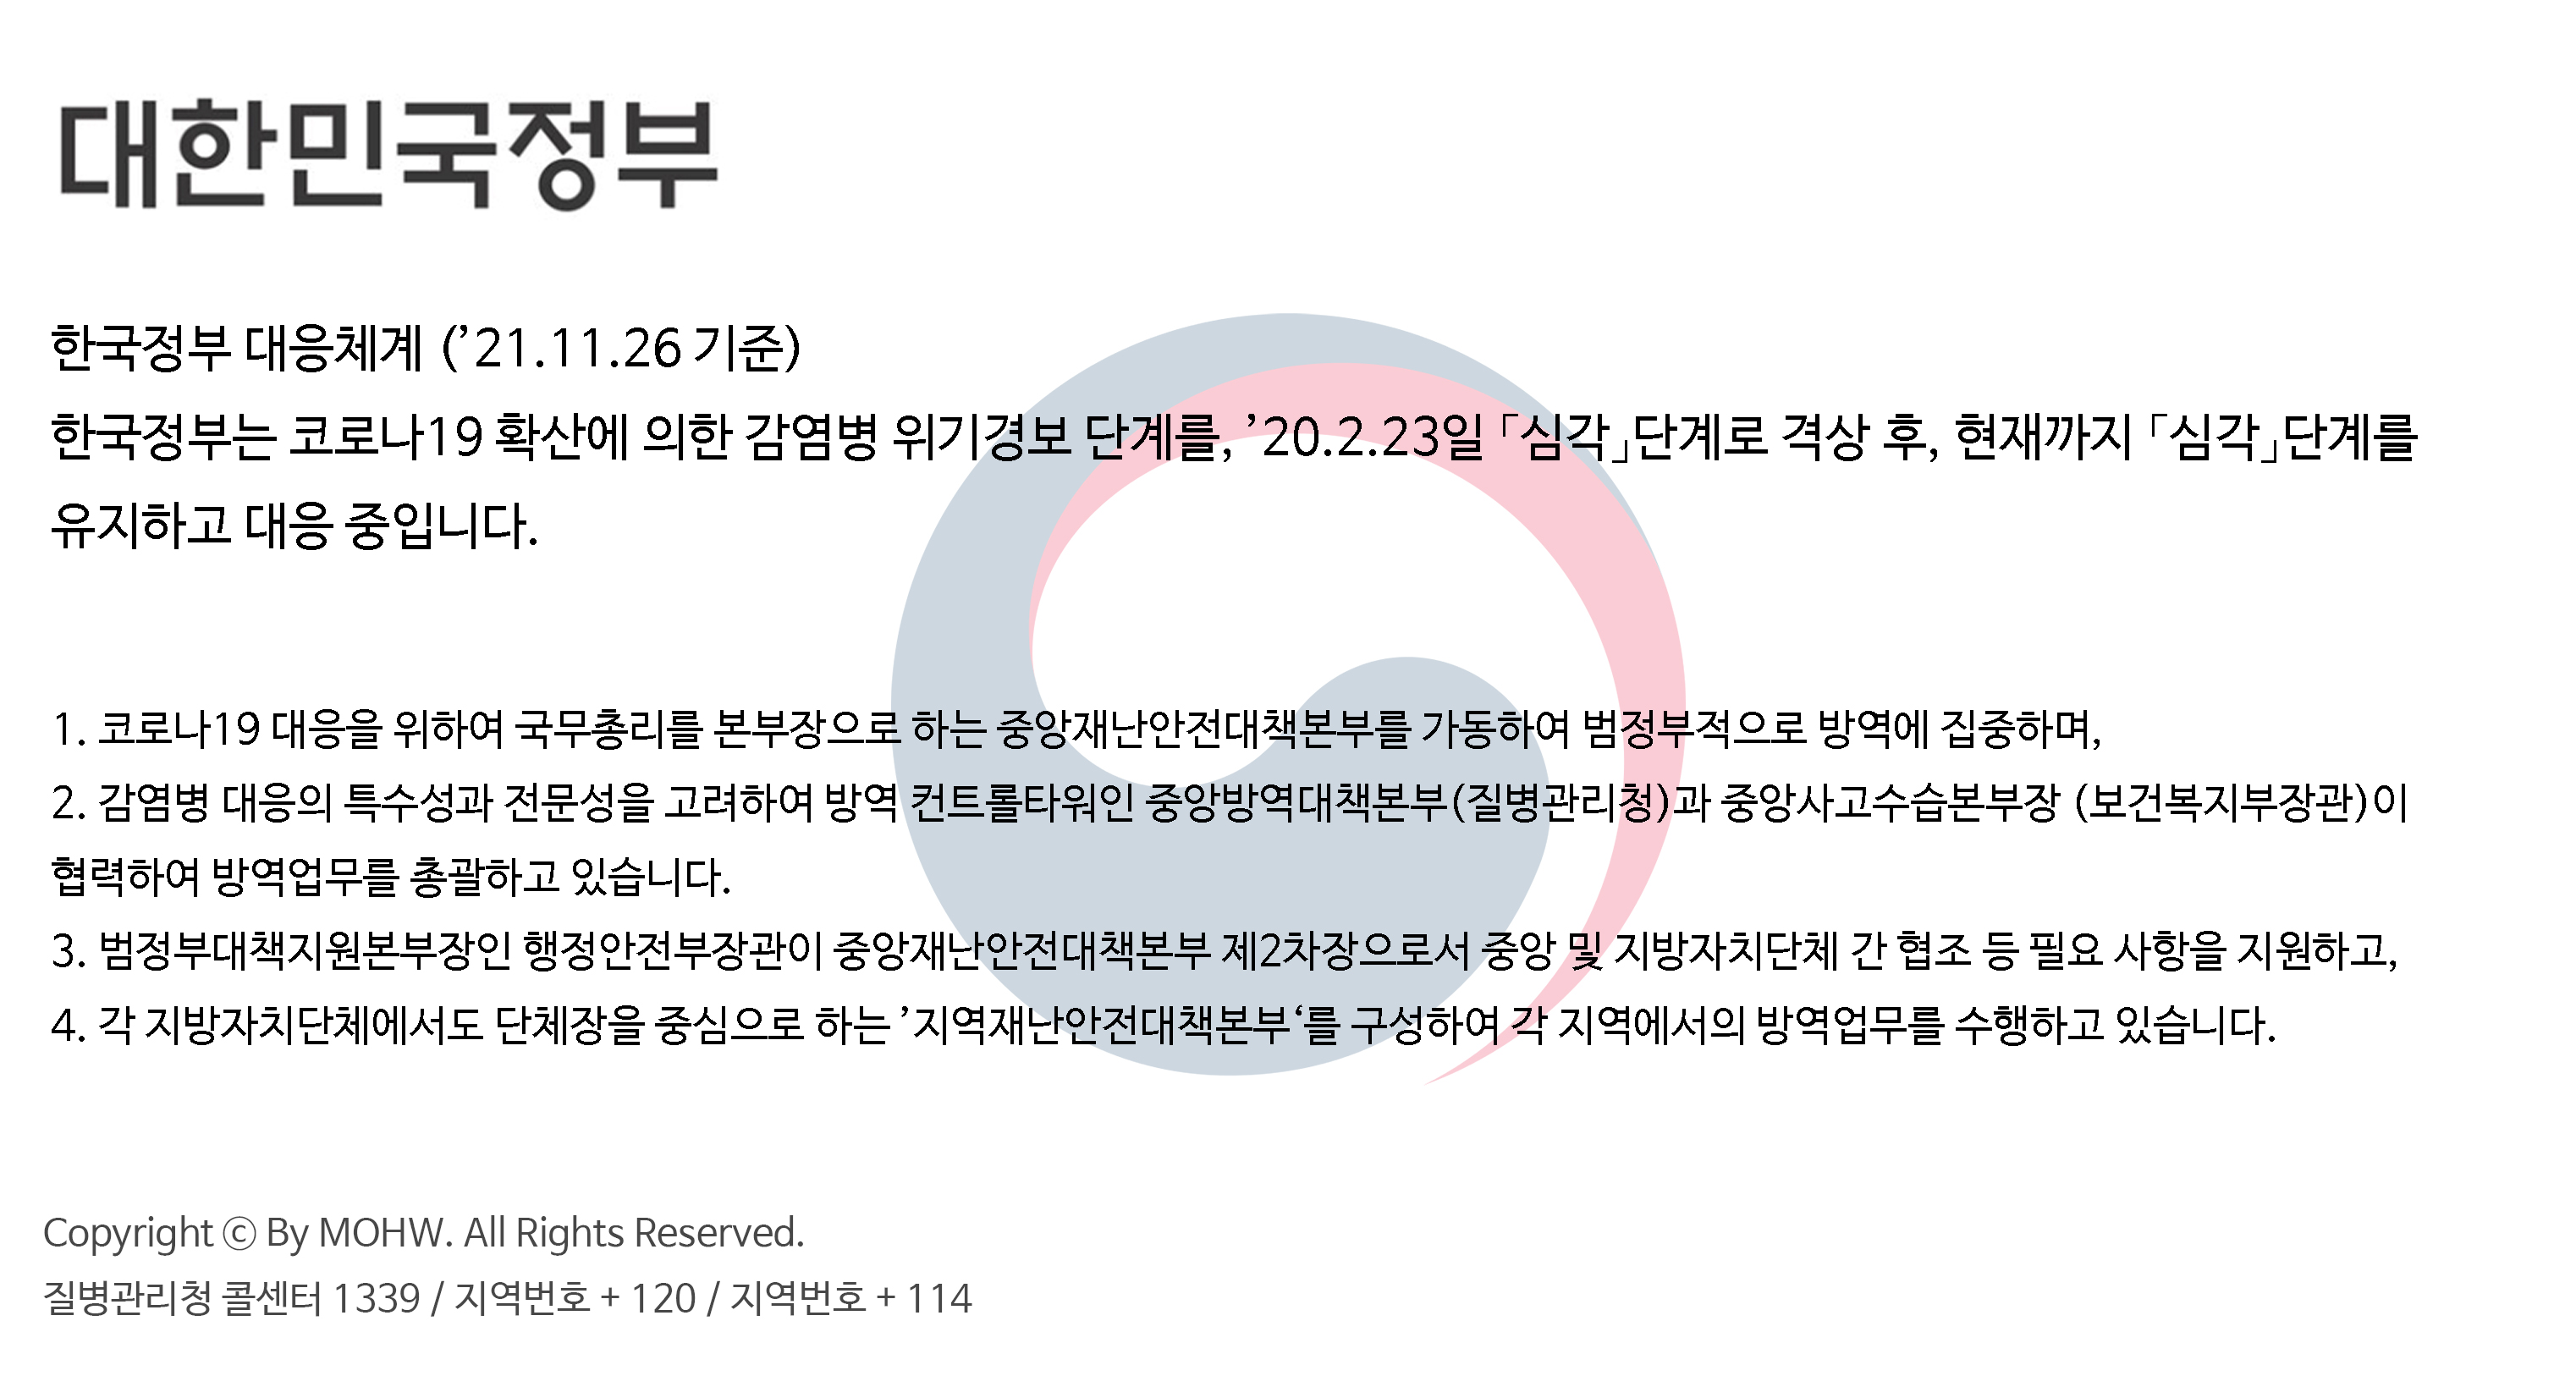 대한민국정부
한국정부 대응체계 (’21.11.26 기준)
한국정부는 코로나19 확산에 의한 감염병 위기경보 단계를, ’20.2.23일 ｢심각｣단계로 격상 후, 현재까지 ｢심각｣단계를
유지하고 대응 중입니다.
1. 코로나19 대응을 위하여 국무총리를 본부장으로 하는 중앙재난안전대책본부를 가동하여 범정부적으로 방역에 집중하며,
2. 감염병 대응의 특수성과 전문성을 고려하여 방역 컨트롤타워인 중앙방역대책본부(질병관리청)과 중앙사고수습본부장 (보건복지부장관)이
협력하여 방역업무를 총괄하고 있습니다.
3. 범정부대책지원본부장인 행정안전부장관이 중앙재난안전대책본부 제2차장으로서 중앙 및 지방자치단체 간 협조 등 필요 사항을 지원하고,
4. 각 지방자치단체에서도 단체장을 중심으로 하는 ’지역재난안전대책본부‘를 구성하여 각 지역에서의 방역업무를 수행하고 있습니다.
Copyright ⓒ By MOHW. All Rights Reserved.
질병관리청 콜센터 1339 / 지역번호 + 120 / 지역번호 + 114